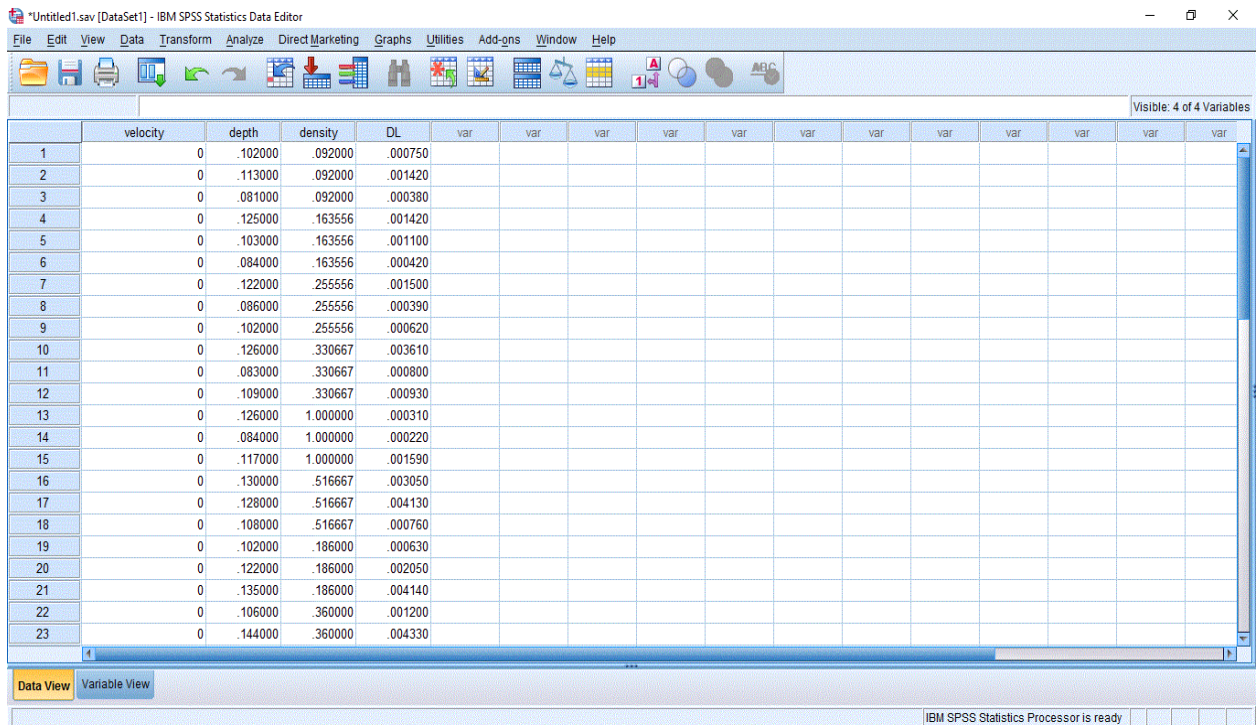 *Untitled1.sav [DataSet1] - IBM SPSS Statistics Data Editor
File Edit View Data Transform Analyze Direct Marketing Graphs Utilities Add-ons Window Help
A
1
ABC
Visible: 4 of 4 Variables
velocity depth density DL var var var var var var var var var var var var
1 0 .102000 .092000 .000750
2 0 .113000 .092000 .001420
3 0 .081000 .092000 .000380
4 0 .125000 .163556 .001420
5 0 .103000 .163556 .001100
6 0 .084000 .163556 .000420
7 0 .122000 .255556 .001500
8 0 .086000 .255556 .000390
9 0 .102000 .255556 .000620
10 0 .126000 .330667 .003610
11 0 .083000 .330667 .000800
12 0 .109000 .330667 .000930
13 0 .126000 1.000000 .000310
14 0 .084000 1.000000 .000220
15 0 .117000 1.000000 .001590
16 0 .130000 .516667 .003050
17 0 .128000 .516667 .004130
18 0 .108000 .516667 .000760
19 0 .102000 .186000 .000630
20 0 .122000 .186000 .002050
21 0 .135000 .186000 .004140
22 0 .106000 .360000 .001200
23 0 .144000 .360000 .004330
Data View Variable View
IBM SPSS Statistics Processor is ready